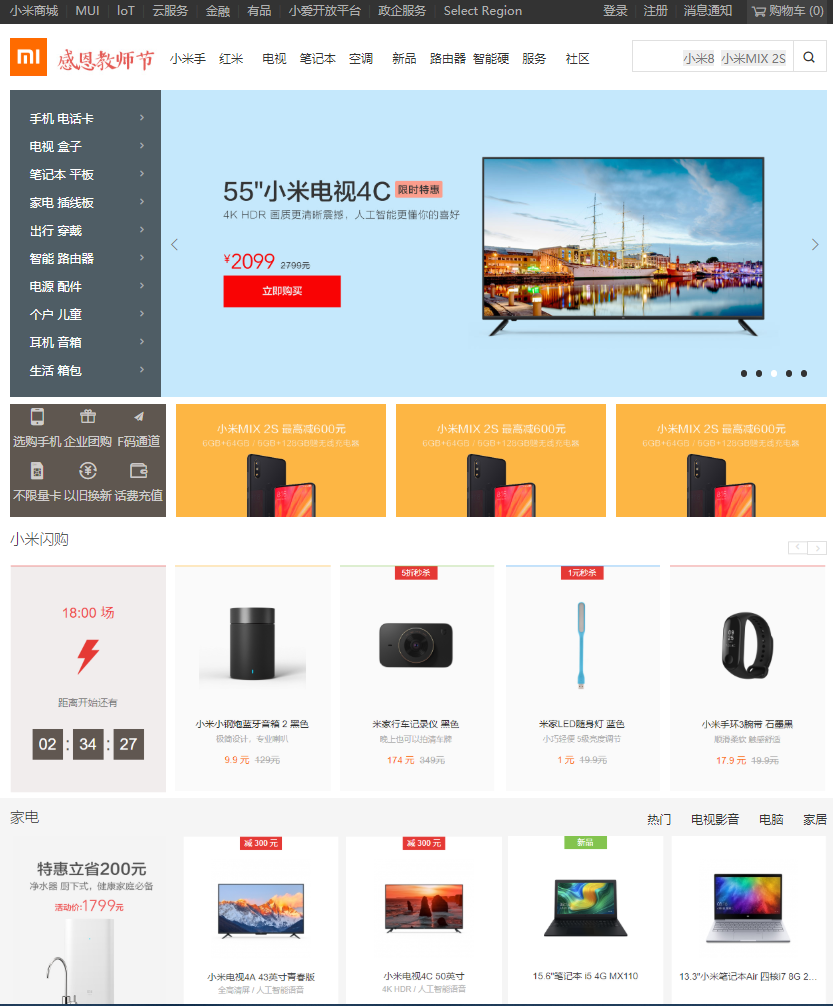 小米商城 MUI loT 云服务 金融 有品 小爱开放平台 政企服务 Select Region 登录 注册 消息通知 购物车 (0)
感恩教师节 小米手 红米 电视 笔记本 空调 新品 路由器 智能硬 服务 社区 小米8 小米MIX 2S
手机 电话卡
电视 盒子
笔记本 平板
家电 插线板
出行 穿戴
智能 路由器
电源 配件
个户 儿童
耳机 音箱
生活 箱包
55"小米电视4C 限时特惠
4K HDR 画质更清晰震撼，人工智能更懂你的喜好
¥2099 2799元
立即购买
选购手机 企业团购 F码通道
不限量卡 以旧换新 话费充值
小米MIX 2S 最高减600元
6GB+64GB / 6GB+128GB赠无线充电器
小米MIX 2S 最高减600元
6GB+64GB / 6GB+128GB赠无线充电器
小米MIX 2S 最高减600元
6GB+64GB / 6GB+128GB赠无线充电器
小米闪购
18:00 场
距离开始还有
02 : 34 : 27
小米小钢炮蓝牙音箱 2 黑色
极简设计，专业喇叭
9.9 元 129元
5折秒杀
米家行车记录仪 黑色
晚上也可以拍清车牌
174 元 349元
1元秒杀
米家LED随身灯 蓝色
小巧轻便 5级亮度调节
1 元 19.9元
小米手环3腕带 石墨黑
顺滑柔软 触感舒适
17.9 元 19.9元
家电 热门 电视影音 电脑 家居
特惠立省200元
净水器 厨下式，健康家庭必备
活动价:1799元
减 300 元
小米电视4A 43英寸青春版
全高清屏 / 人工智能语音
减 300 元
小米电视4C 50英寸
4K HDR / 人工智能语音
新品
15.6"笔记本 i5 4G MX110
13.3"小米笔记本Air 四核i7 8G 2...